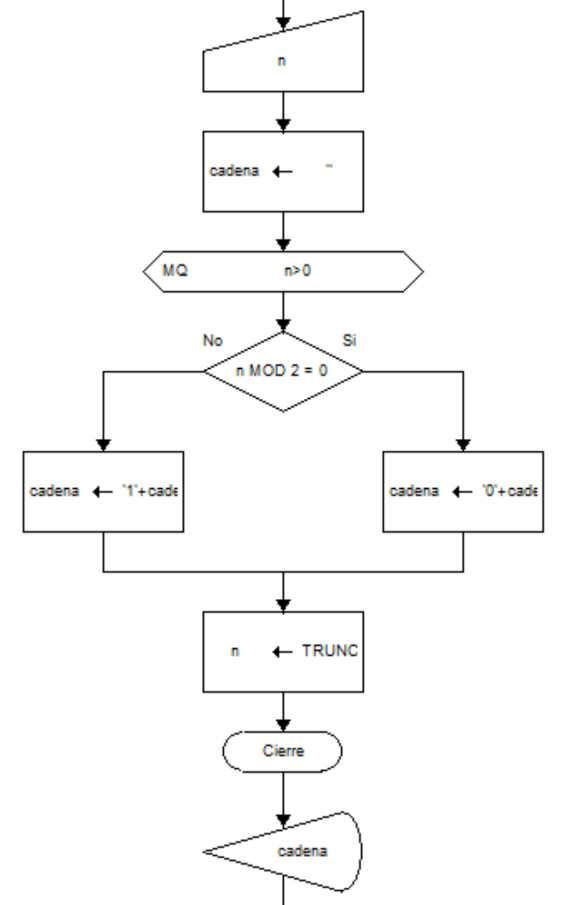 n
cadena ← ''
MQ n>0
No Si
n MOD 2 = 0
cadena ← '1'+cade
cadena ← '0'+cade
n ← TRUNC
Cierre
cadena